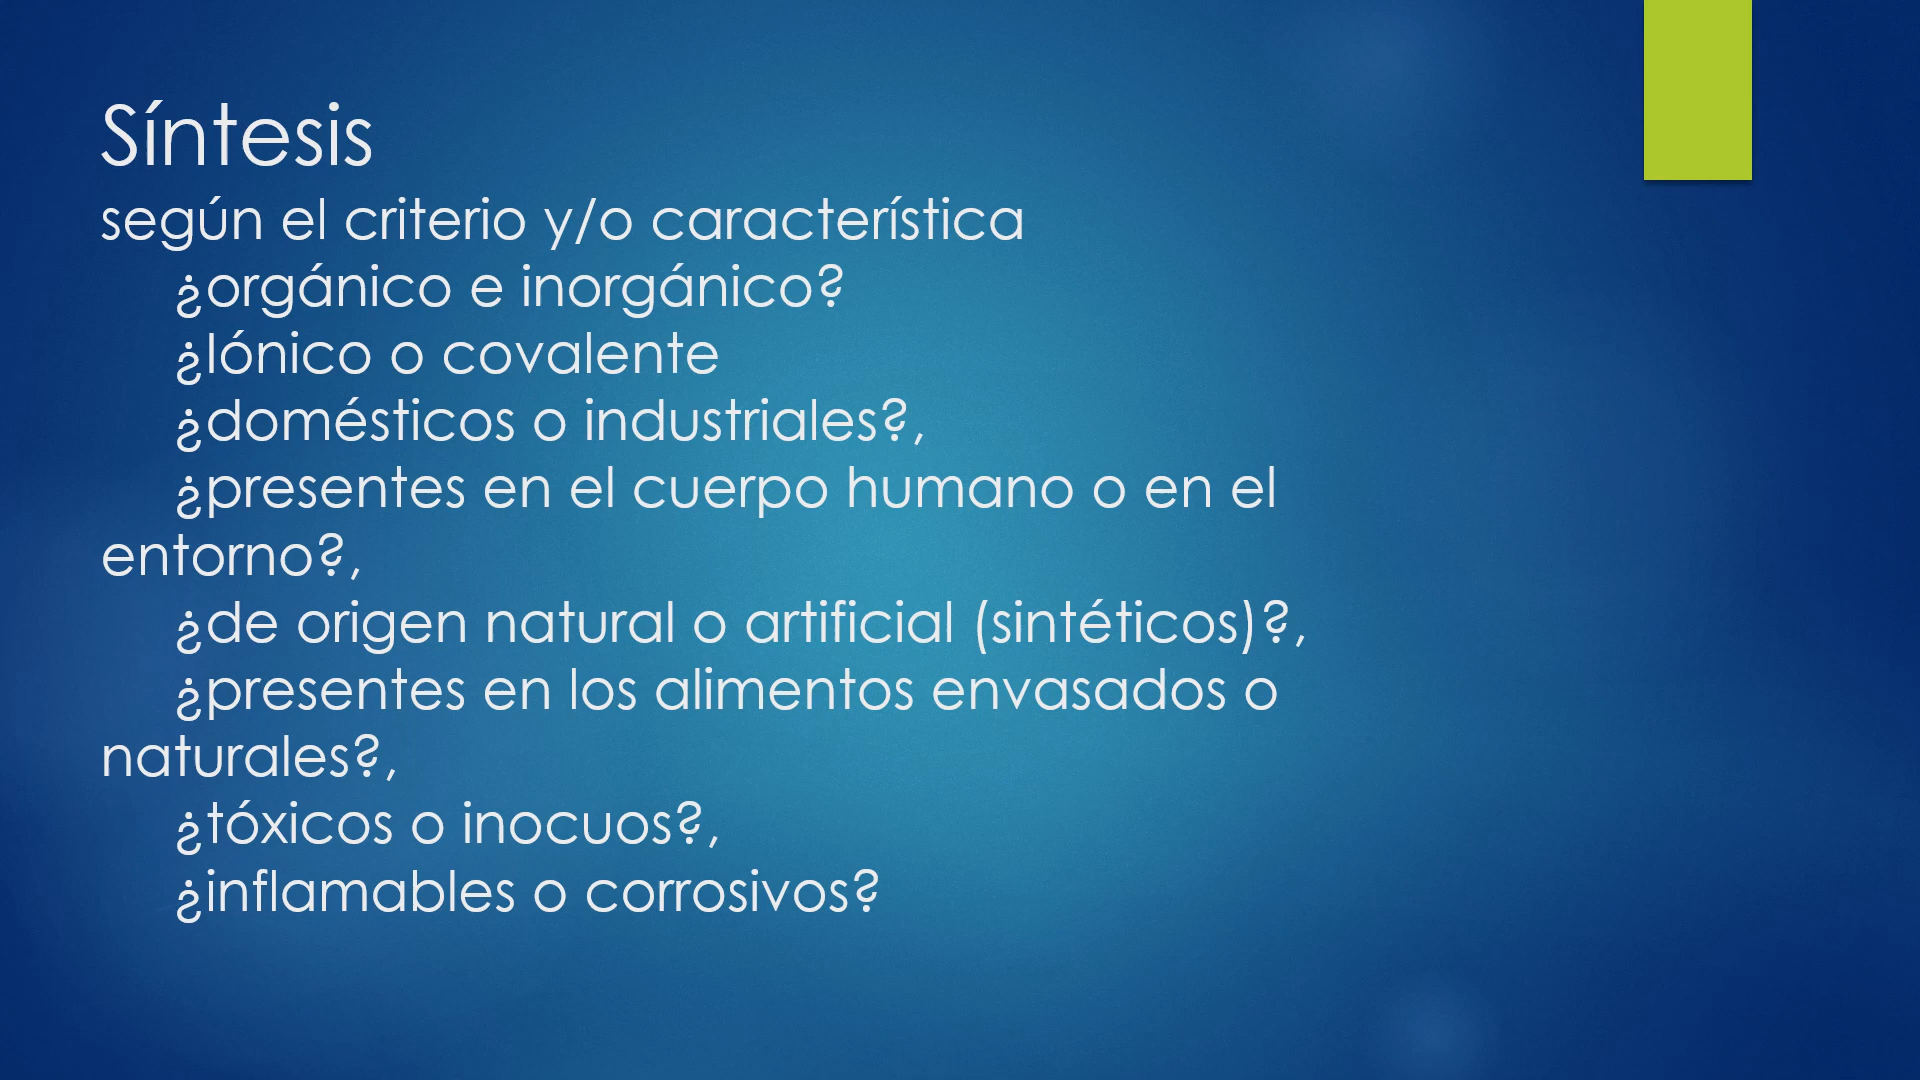 Síntesis
según el criterio y/o característica
¿orgánico e inorgánico?
¿Iónico o covalente
¿domésticos o industriales?,
¿presentes en el cuerpo humano o en el
entorno?,
¿de origen natural o artificial (sintéticos)?,
¿presentes en los alimentos envasados o
naturales?,
¿tóxicos o inocuos?,
¿inflamables o corrosivos?